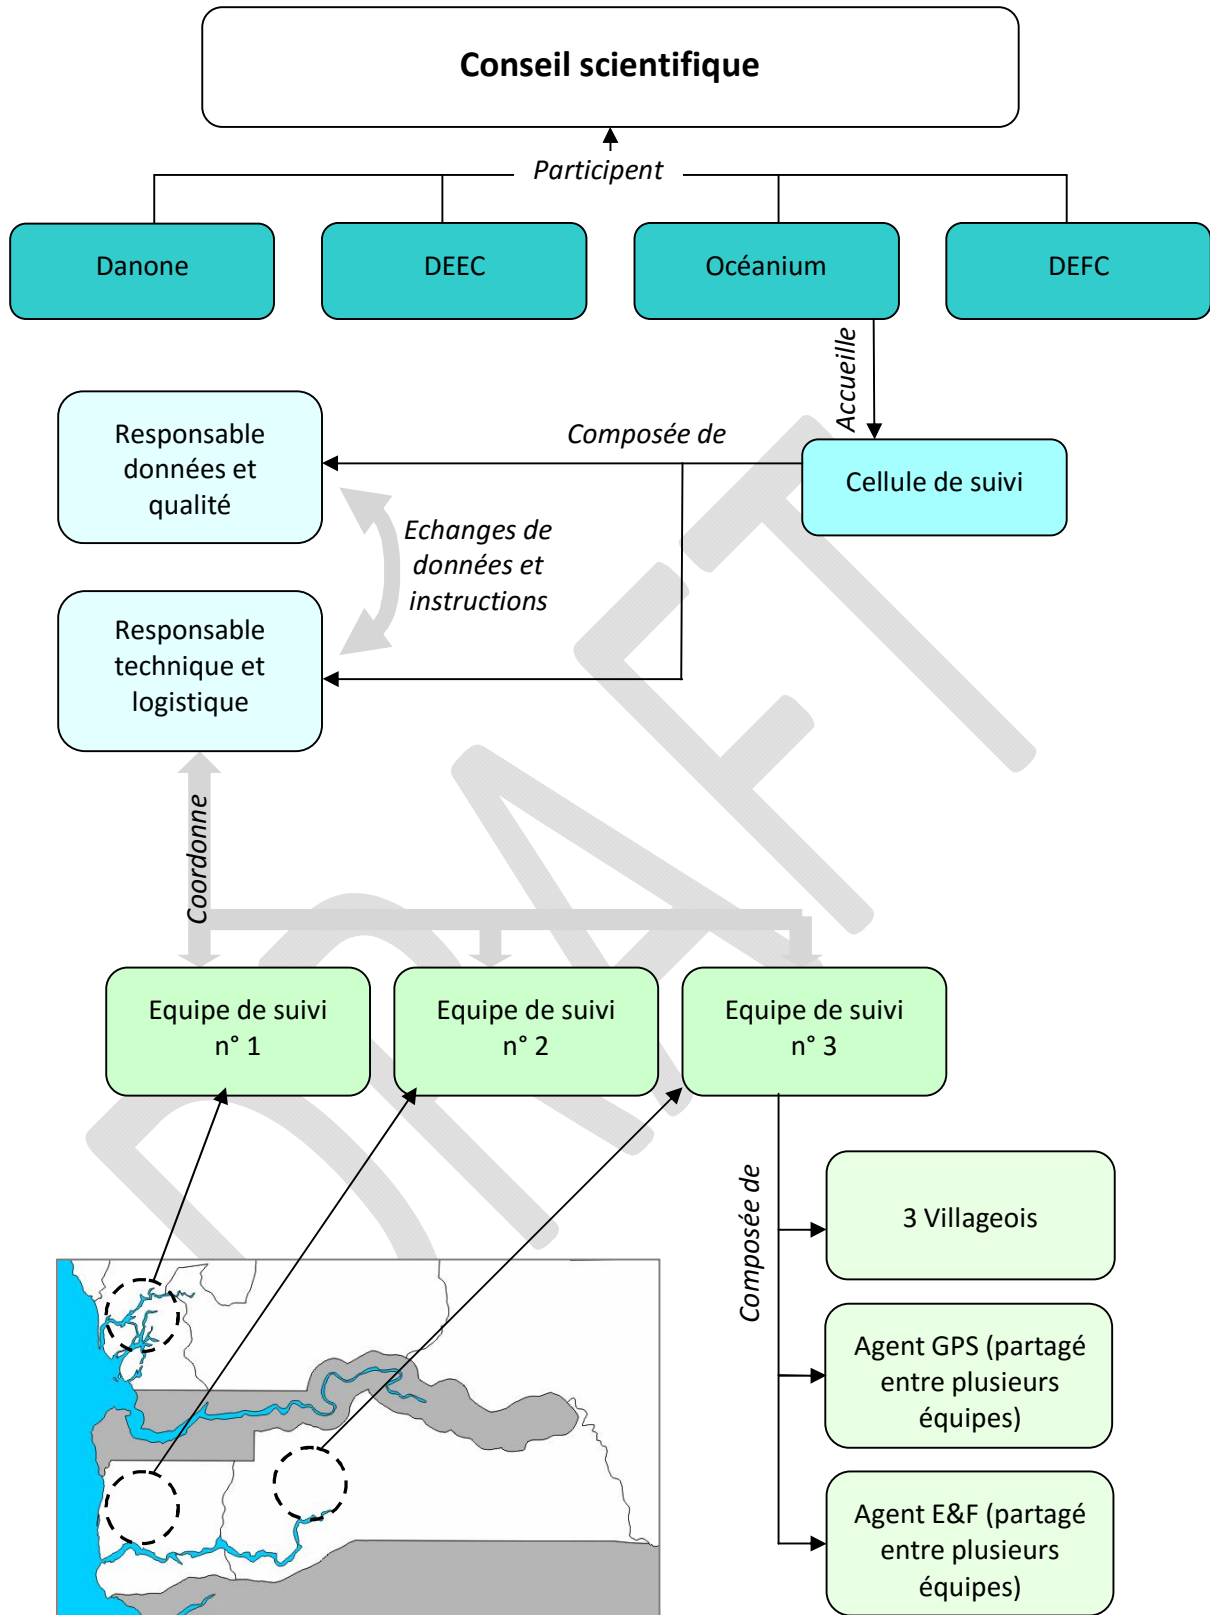 Conseil scientifique
Participent
Danone
DEEC
Océanium
DEFC
Accueille
Responsable
données et
qualité
Composée de
Cellule de suivi
Echanges de
données et
instructions
Responsable
technique et
logistique
Coordonne
Equipe de suivi
n° 1
Equipe de suivi
n° 2
Equipe de suivi
n° 3
Composée de
3 Villageois
Agent GPS (partagé
entre plusieurs
équipes)
Agent E&F (partagé
entre plusieurs
équipes)
DRAFT